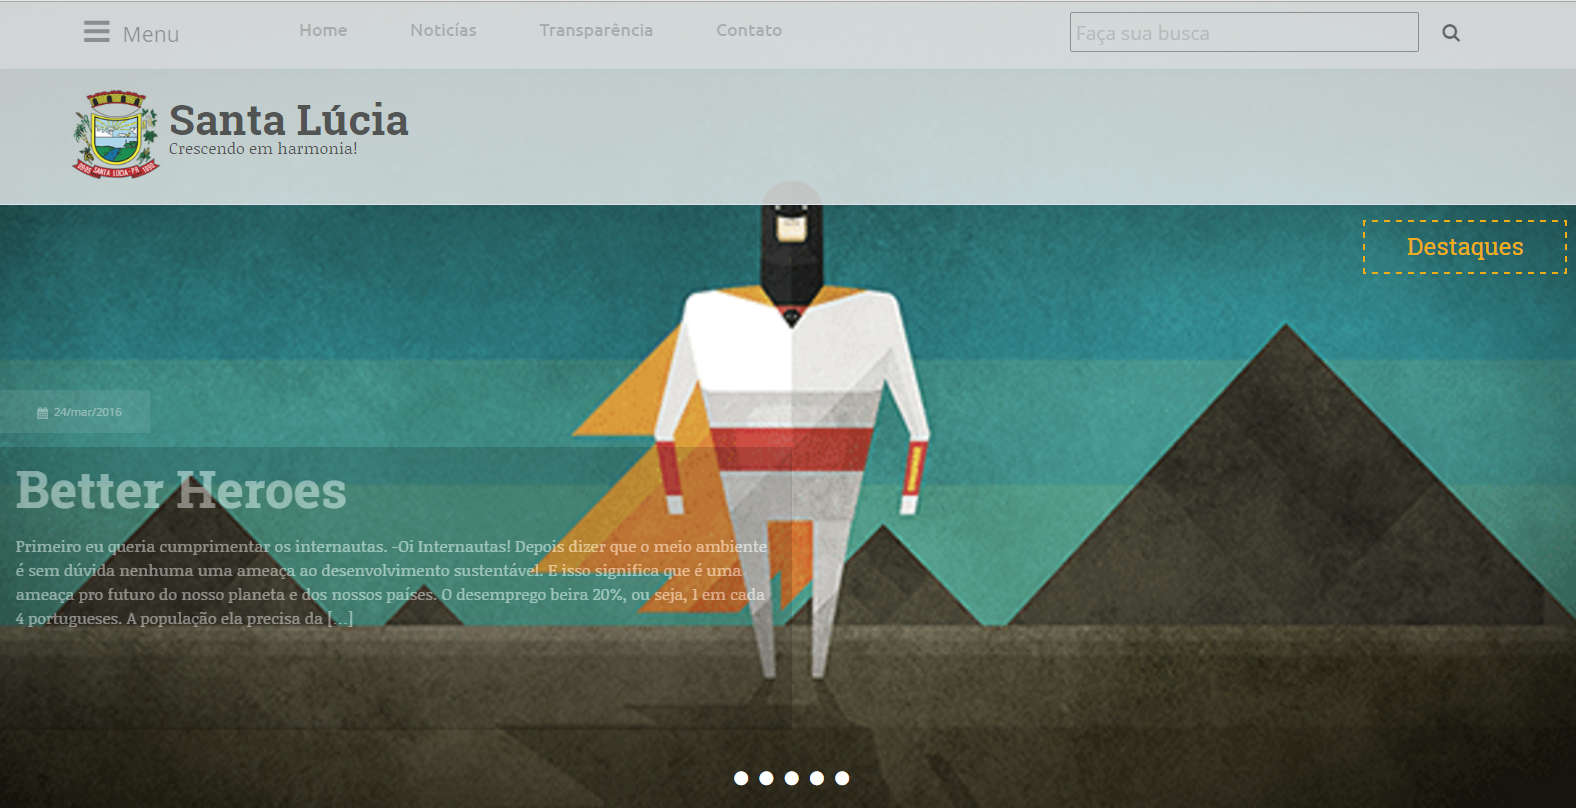 Menu
Home
Noticías
Transparência
Contato
Faça sua busca
Santa Lúcia
Crescendo em harmonia!
SANTA LÚCIA - PR
Destaques
24/mar/2016
Better Heroes
Primeiro eu queria cumprimentar os internautas. -Oi Internautas! Depois dizer que o meio ambiente
é sem dúvida nenhuma uma ameaça ao desenvolvimento sustentável. E isso significa que é uma
ameaça pro futuro do nosso planeta e dos nossos países. O desemprego beira 20%, ou seja, 1 em cada
4 portugueses. A população ela precisa da […]